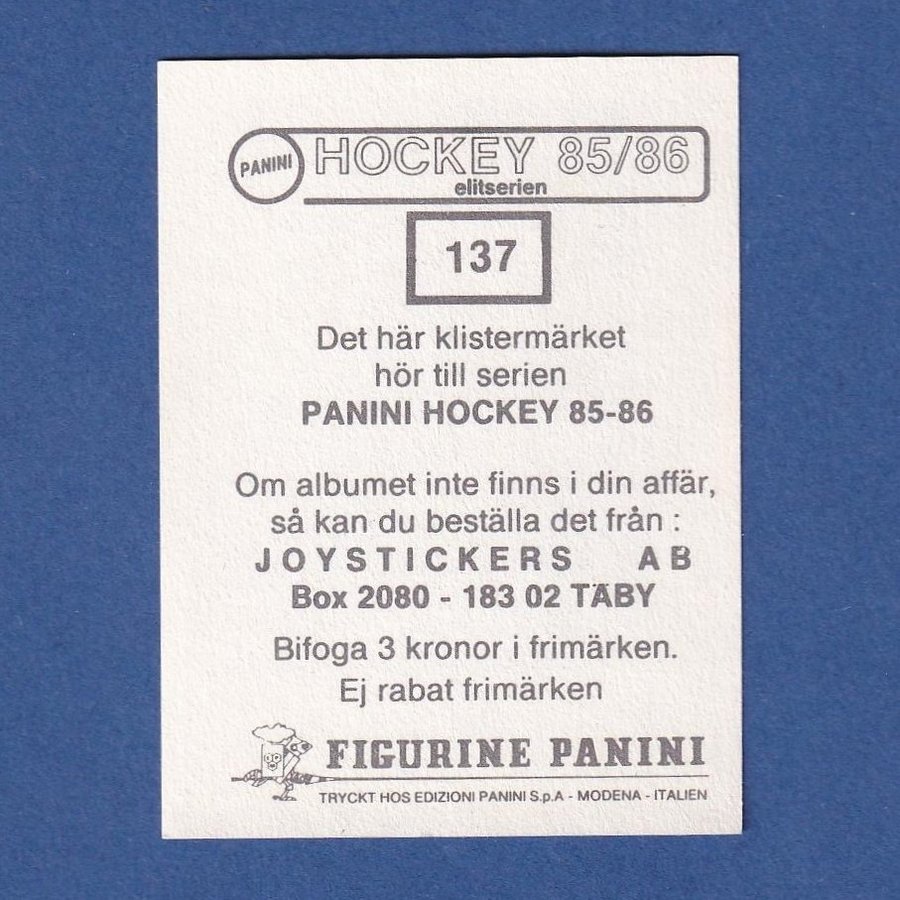 PANINI
HOCKEY 85/86
elitserien
137
Det här klistermärket
hör till serien
PANINI HOCKEY 85-86
Om albumet inte finns i din affär,
så kan du beställa det från :
JOYSTICKERS AB
Box 2080 - 183 02 TÄBY
Bifoga 3 kronor i frimärken.
Ej rabat frimärken
FIGURINE PANINI
TRYCKT HOS EDIZIONI PANINI S.p.A - MODENA - ITALIEN